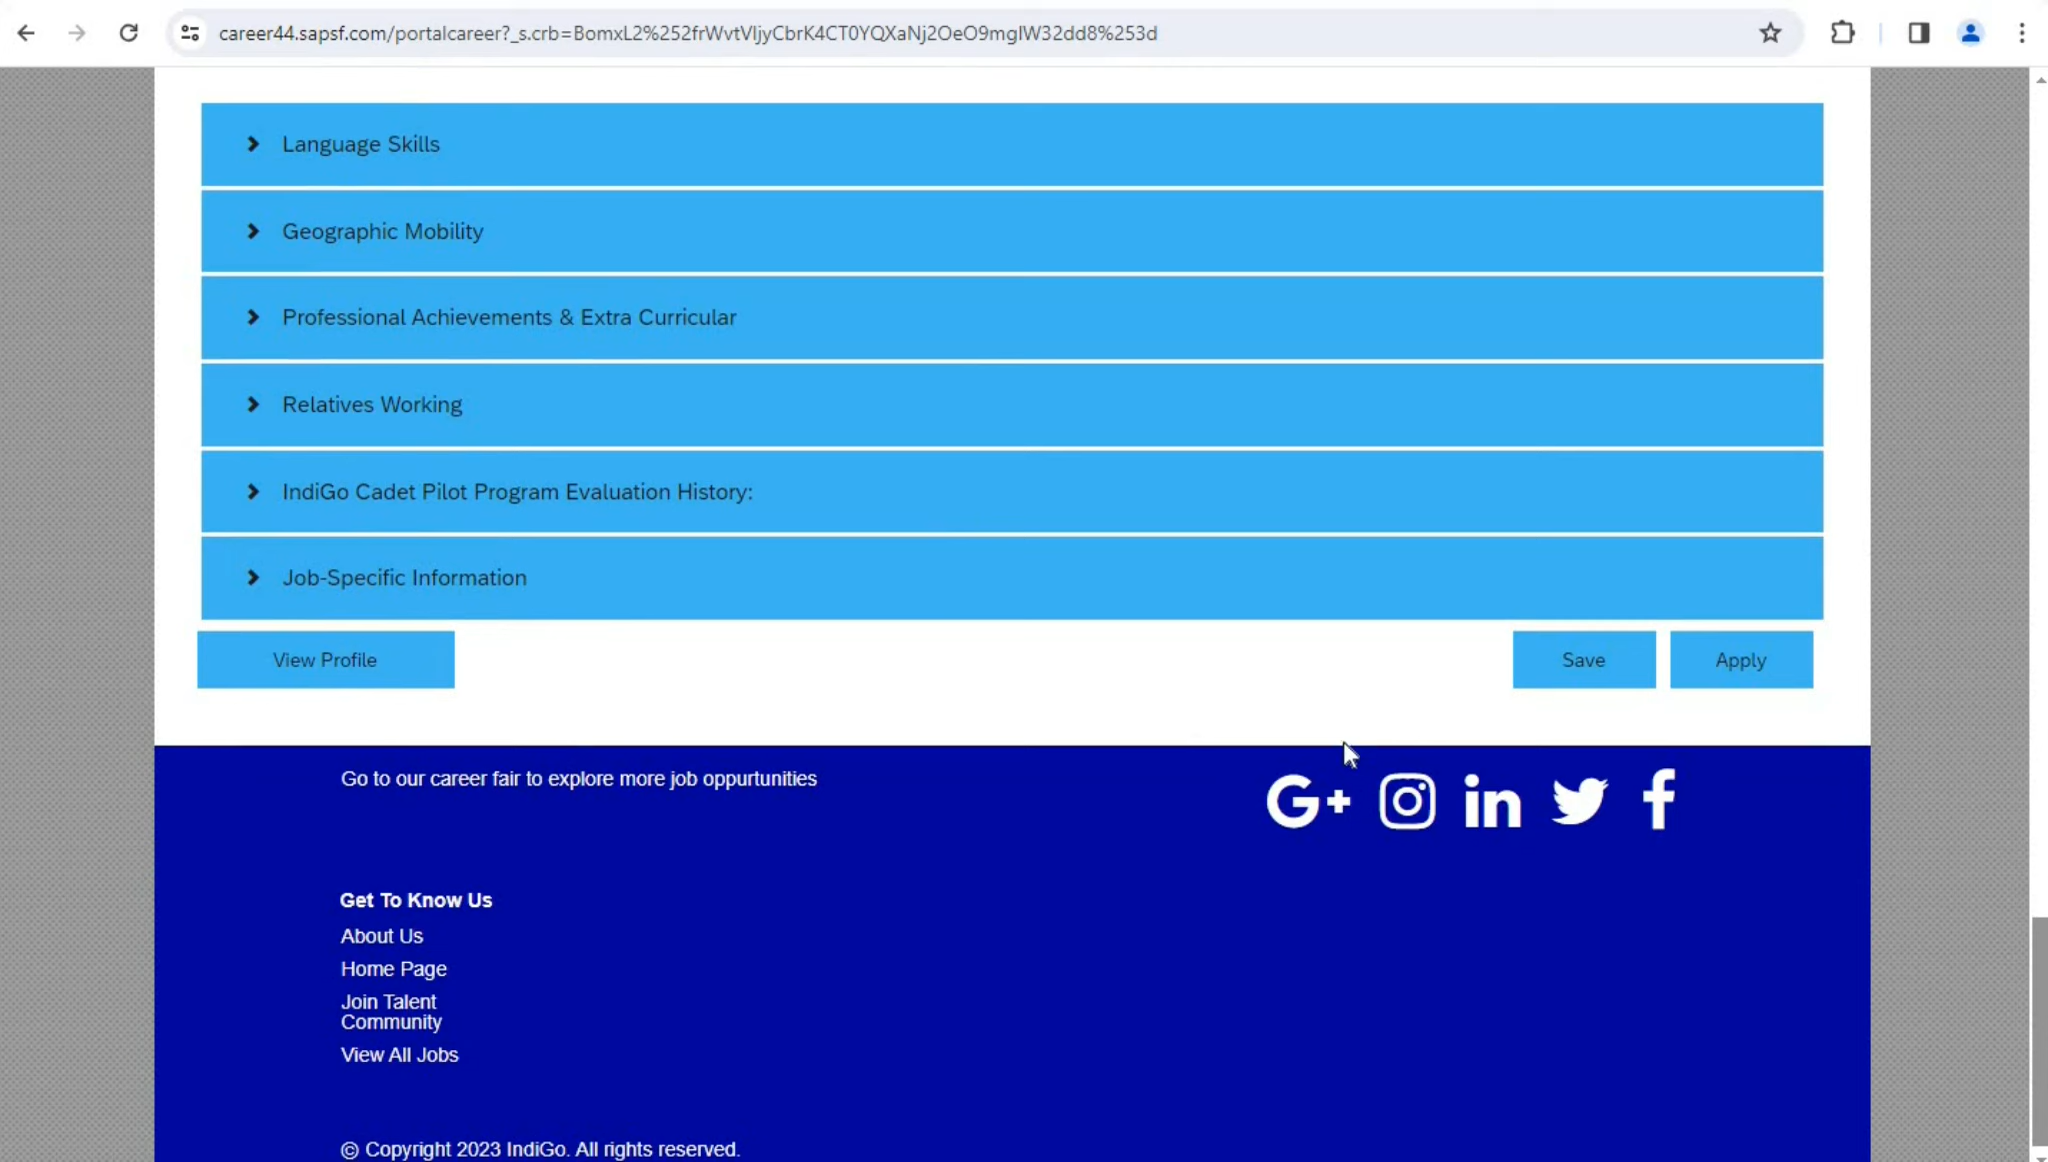 career44.sapsf.com/portalcareer?_s.crb=BomxL2%252frWvtVljyCbrK4CT0YQXaNj2OeO9mgIW32dd8%253d
Language Skills
Geographic Mobility
Professional Achievements & Extra Curricular
Relatives Working
IndiGo Cadet Pilot Program Evaluation History:
Job-Specific Information
View Profile
Save
Apply
Go to our career fair to explore more job oppurtunities
G+
in
f
Get To Know Us
About Us
Home Page
Join Talent
Community
View All Jobs
© Copyright 2023 IndiGo. All rights reserved.